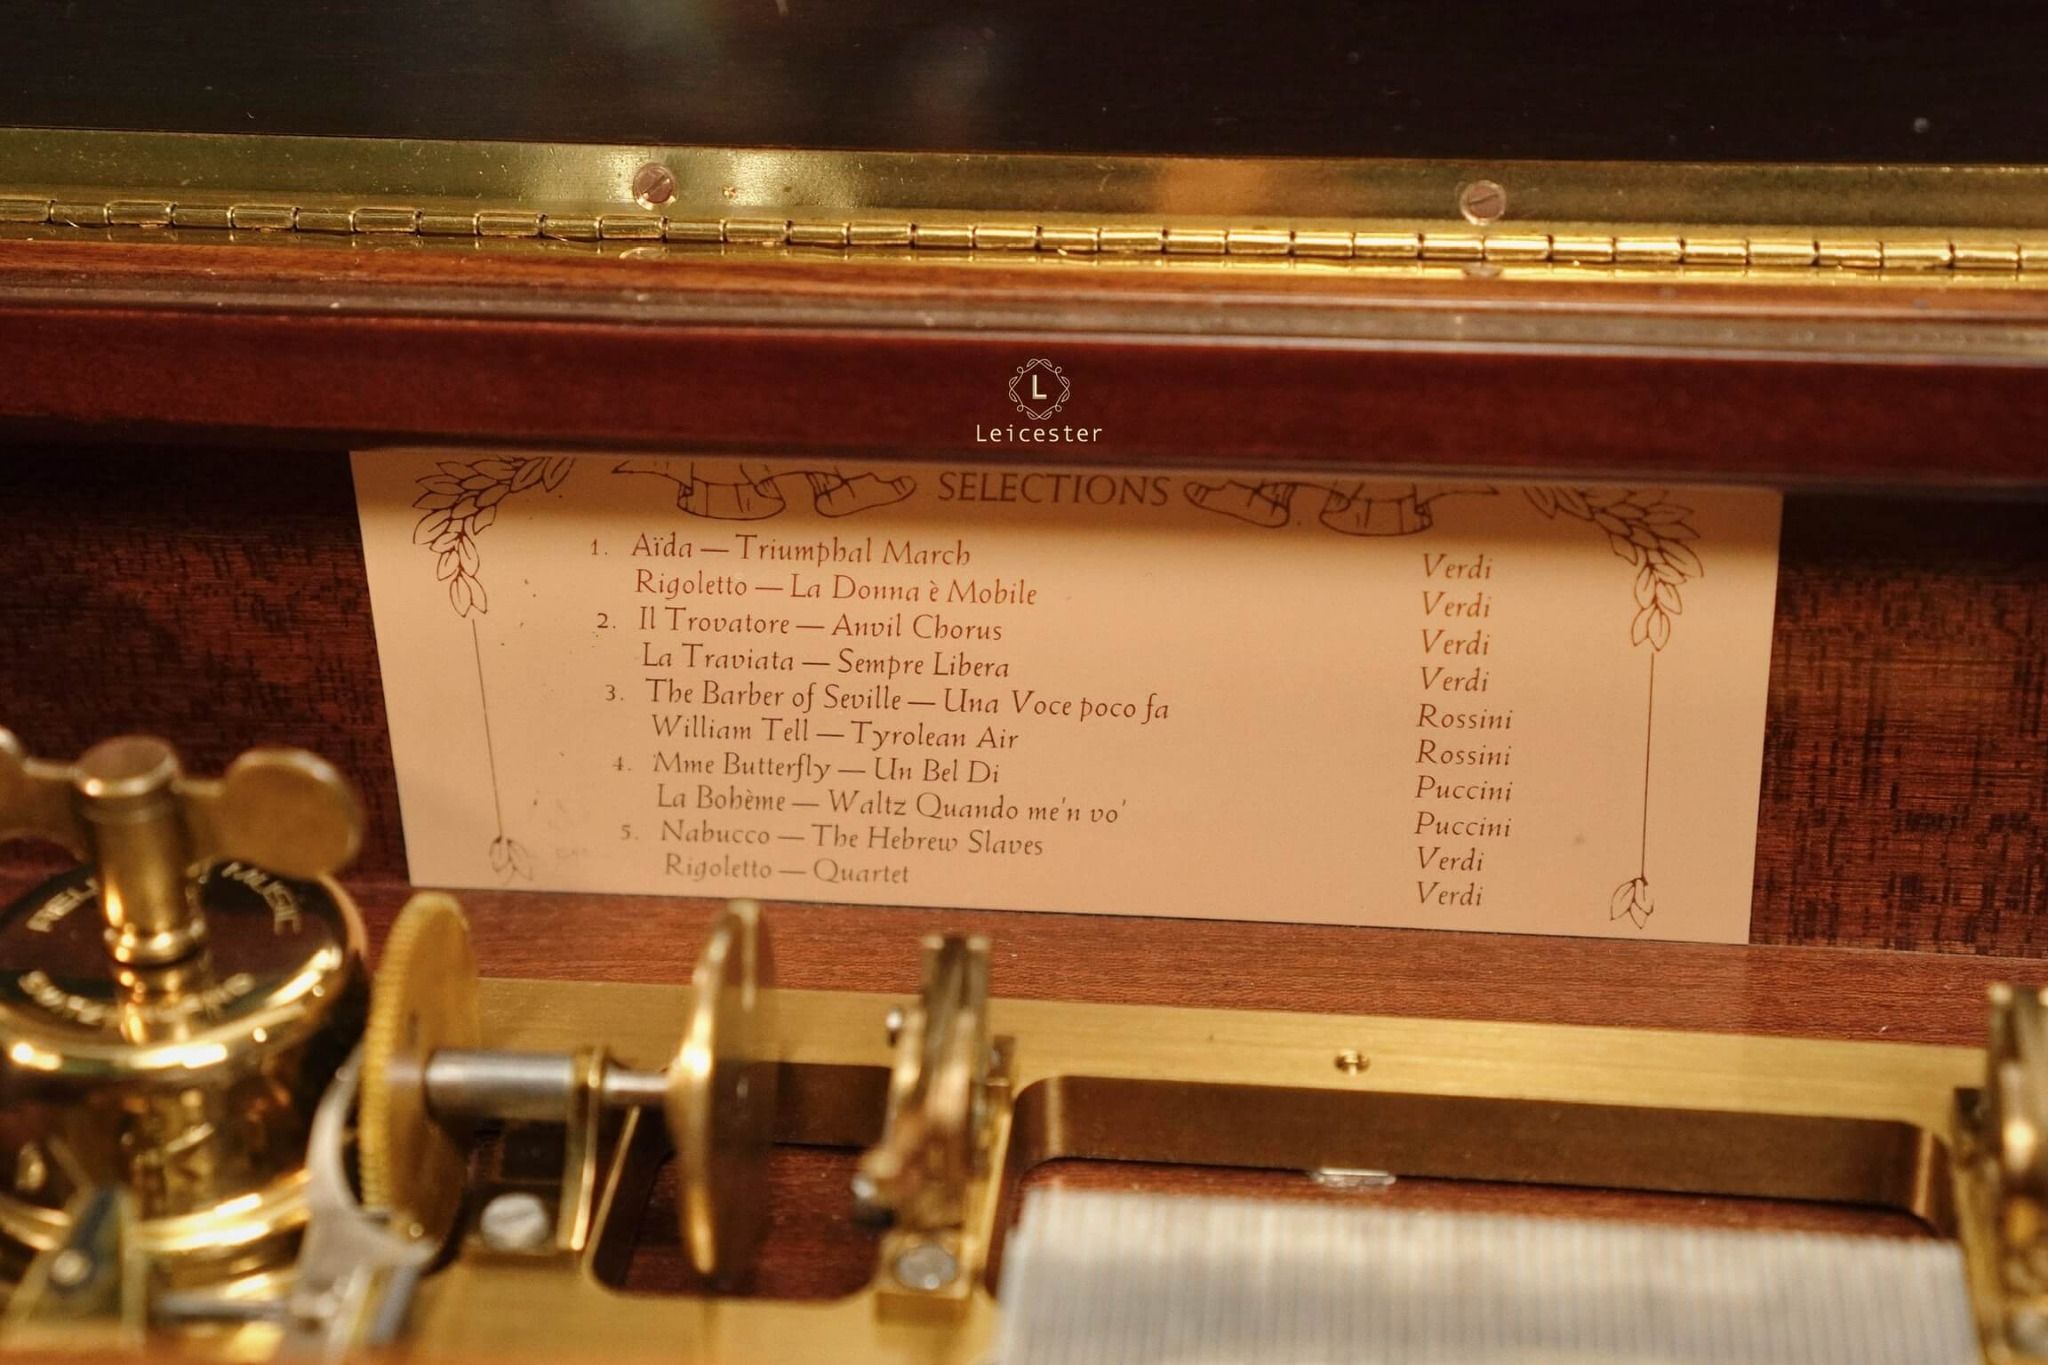 L
Leicester
SELECTIONS
1. Aïda — Triumphal March Verdi
Rigoletto — La Donna è Mobile Verdi
2. Il Trovatore — Anvil Chorus Verdi
La Traviata — Sempre Libera Verdi
3. The Barber of Seville — Una Voce poco fa Rossini
William Tell — Tyrolean Air Rossini
4. Mme Butterfly — Un Bel Di Puccini
La Bohème — Waltz Quando me'n vo' Puccini
5. Nabucco — The Hebrew Slaves Verdi
Rigoletto — Quartet Verdi
MUSIC